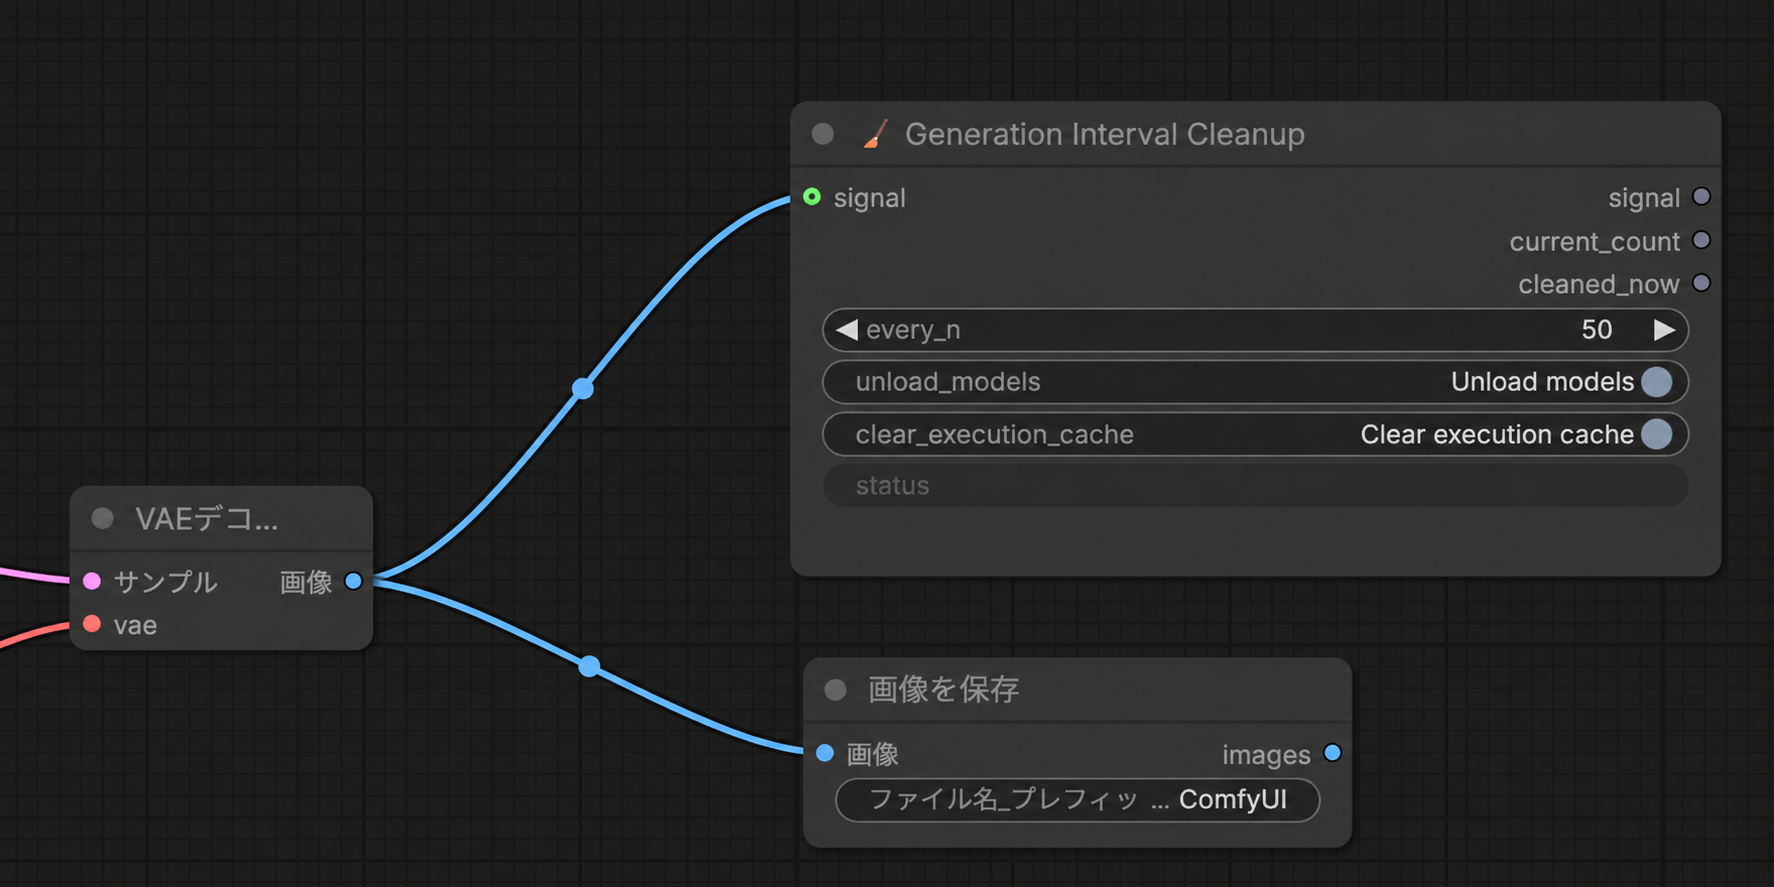 Generation Interval Cleanup
signal
signal
current_count
cleaned_now
every_n 50
unload_models Unload models
clear_execution_cache Clear execution cache
status
VAEデコ...
サンプル 画像
vae
画像を保存
画像 images
ファイル名_プレフィッ ... ComfyUI